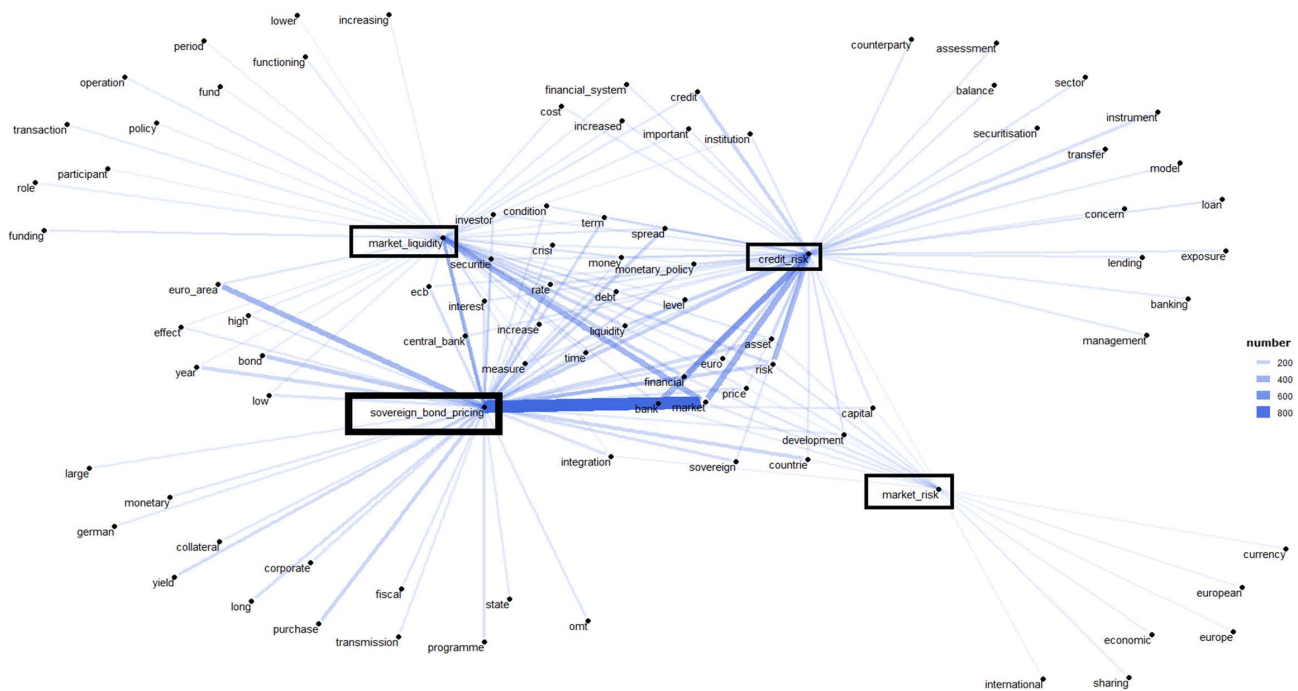 lower
increasing
period
functioning
counterparty
assessment
operation
fund
financial_system
credit
balance
sector
cost
transaction
policy
increased
important
institution
securitisation
instrument
transfer
participant
model
role
investor
condition
term
concern
loan
funding
market_liquidity
crisi
spread
securitie
money
monetary_policy
credit_risk
lending
exposure
euro_area
ecb
rate
debt
interest
level
banking
effect
high
increase
liquidity
central_bank
asset
management
number
year
bond
measure
time
euro
risk
200
financial
400
low
price
600
sovereign_bond_pricing
bank
market
capital
800
development
large
integration
sovereign
countrie
monetary
market_risk
german
collateral
currency
yield
corporate
european
long
fiscal
state
purchase
transmission
programme
omt
economic
europe
international
sharing